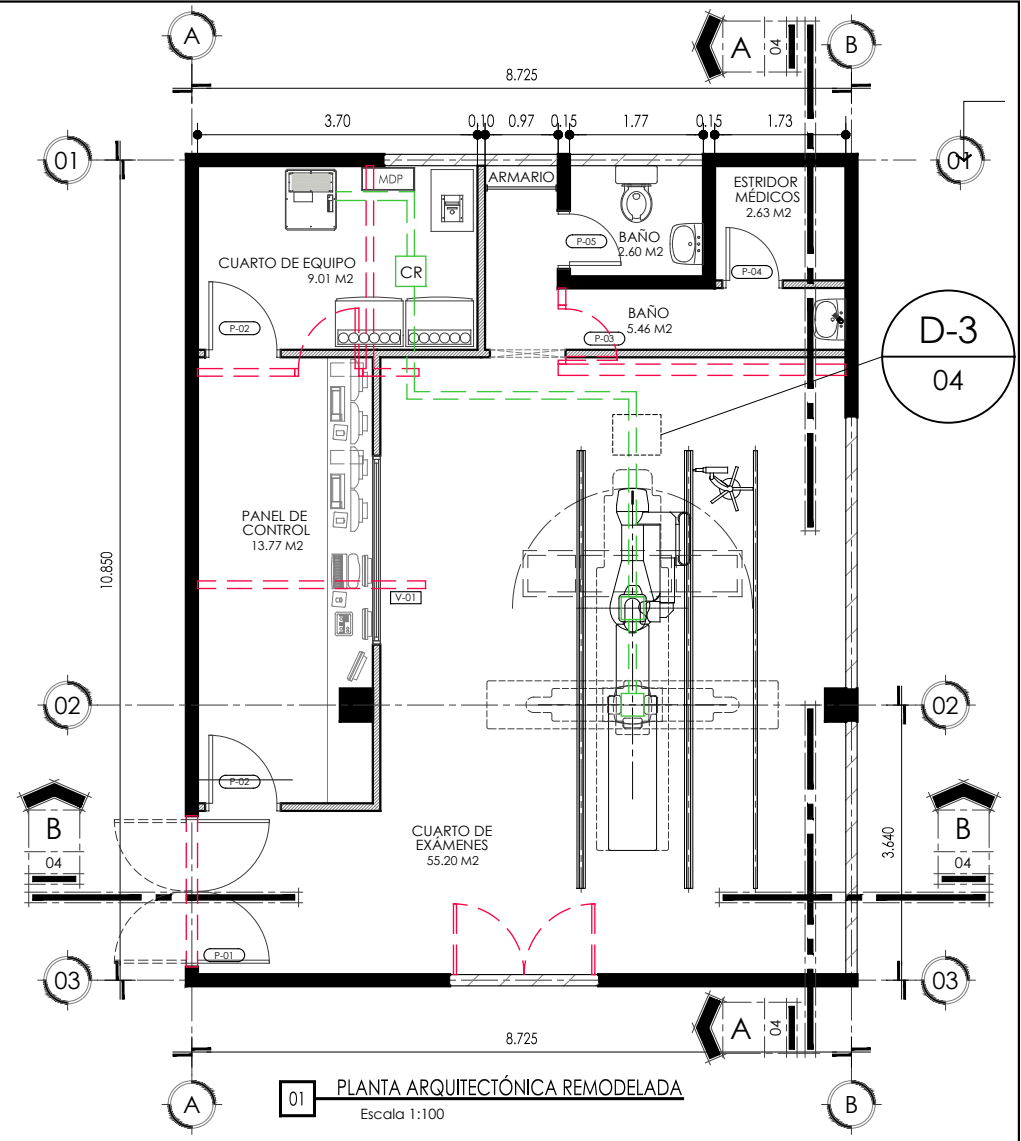 A
A
04
B
8.725
3.70
0.10
0.97
0.15
1.77
0.15
1.73
01
01
MDP
ARMARIO
ESTRIDOR
MÉDICOS
2.63 M2
P-05
BAÑO
2.60 M2
CUARTO DE EQUIPO
9.01 M2
CR
P-04
P-02
BAÑO
5.46 M2
P-03
D-3
04
PANEL DE
CONTROL
13.77 M2
10.850
V-01
02
02
P-02
B
04
CUARTO DE
EXÁMENES
55.20 M2
3.640
B
04
P-01
03
03
A
04
8.725
A
B
01
PLANTA ARQUITECTÓNICA REMODELADA
Escala 1:100